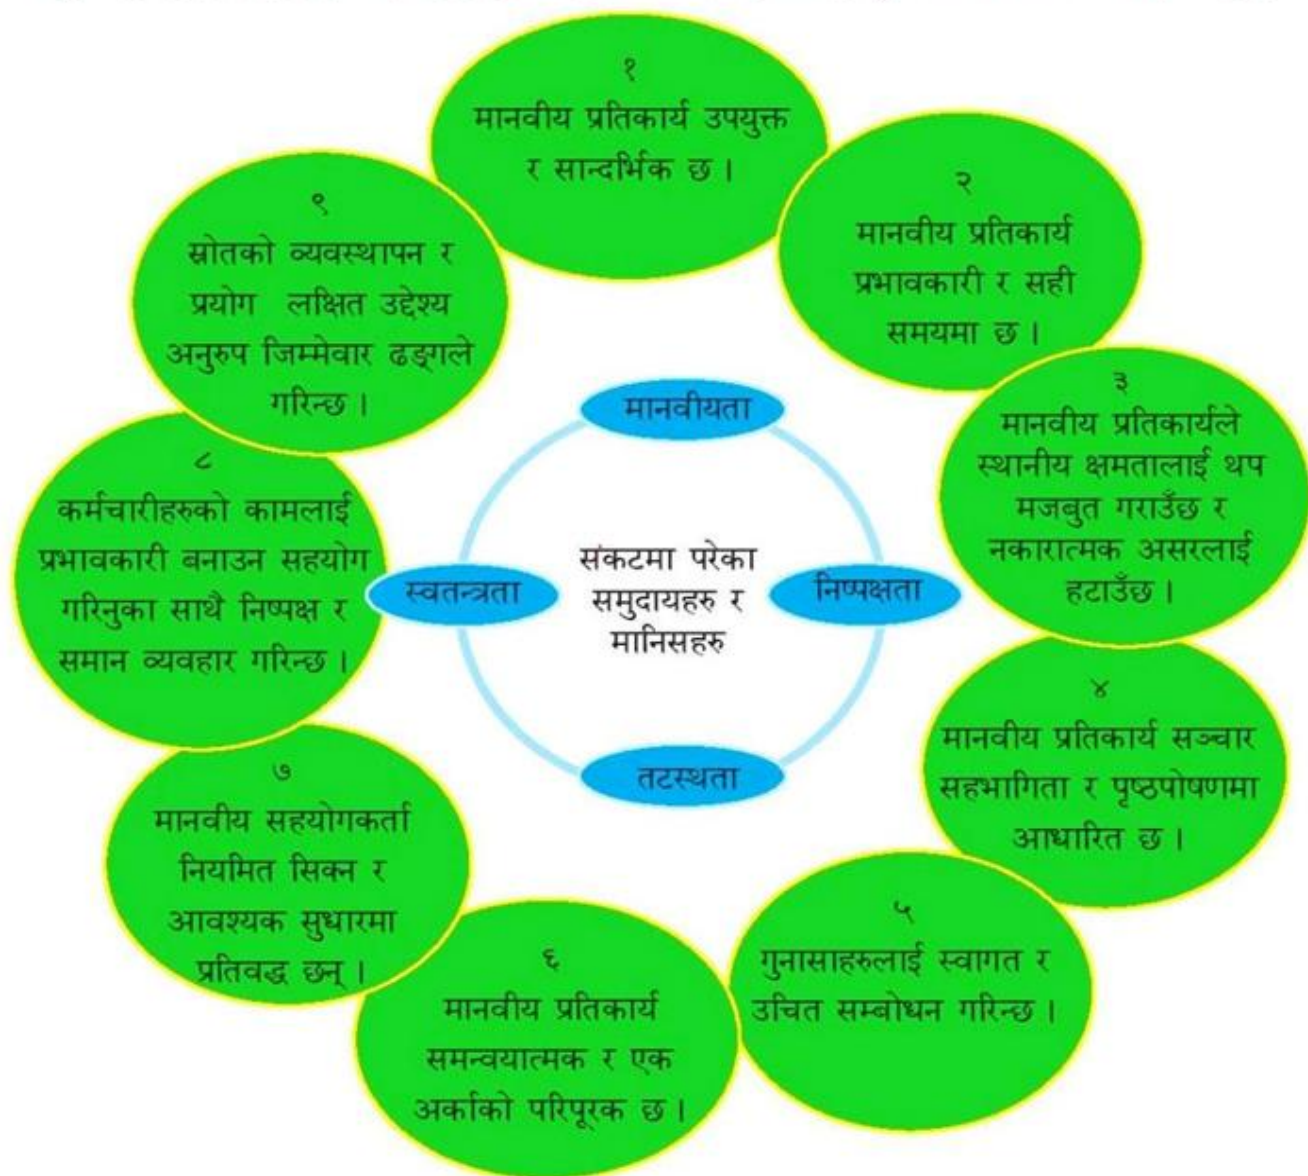 १
मानवीय प्रतिकार्य उपयुक्त
र सान्दर्भिक छ ।
२
मानवीय प्रतिकार्य
प्रभावकारी र सही
समयमा छ ।
३
मानवीय प्रतिकार्यले
स्थानीय क्षमतालाई थप
मजबुत गराउँछ र
नकारात्मक असरलाई
हटाउँछ ।
४
मानवीय प्रतिकार्य सञ्चार
सहभागिता र पृष्ठपोषणमा
आधारित छ ।
५
गुनासाहरुलाई स्वागत र
उचित सम्बोधन गरिन्छ ।
६
मानवीय प्रतिकार्य
समन्वयात्मक र एक
अर्काको परिपूरक छ ।
७
मानवीय सहयोगकर्ता
नियमित सिक्न र
आवश्यक सुधारमा
प्रतिवद्ध छन् ।
८
कर्मचारीहरुको कामलाई
प्रभावकारी बनाउन सहयोग
गरिनुका साथै निष्पक्ष र
समान व्यवहार गरिन्छ ।
९
स्रोतको व्यवस्थापन र
प्रयोग लक्षित उद्देश्य
अनुरुप जिम्मेवार ढङ्गले
गरिन्छ ।
मानवीयता
निष्पक्षता
तटस्थता
स्वतन्त्रता
संकटमा परेका
समुदायहरु र
मानिसहरु